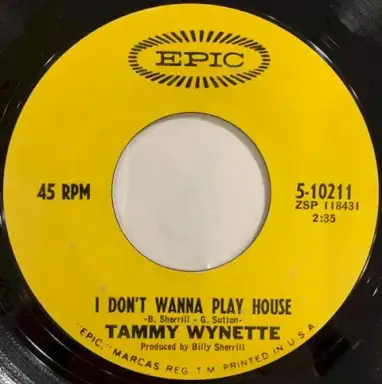 EPIC
45 RPM
5-10211
ZSP 118431
2:35
I DON'T WANNA PLAY HOUSE
-B. Sherrill - G. Sutton-
TAMMY WYNETTE
Produced by Billy Sherrill
"EPIC," MARCAS REG. T M. PRINTED IN U.S.A.